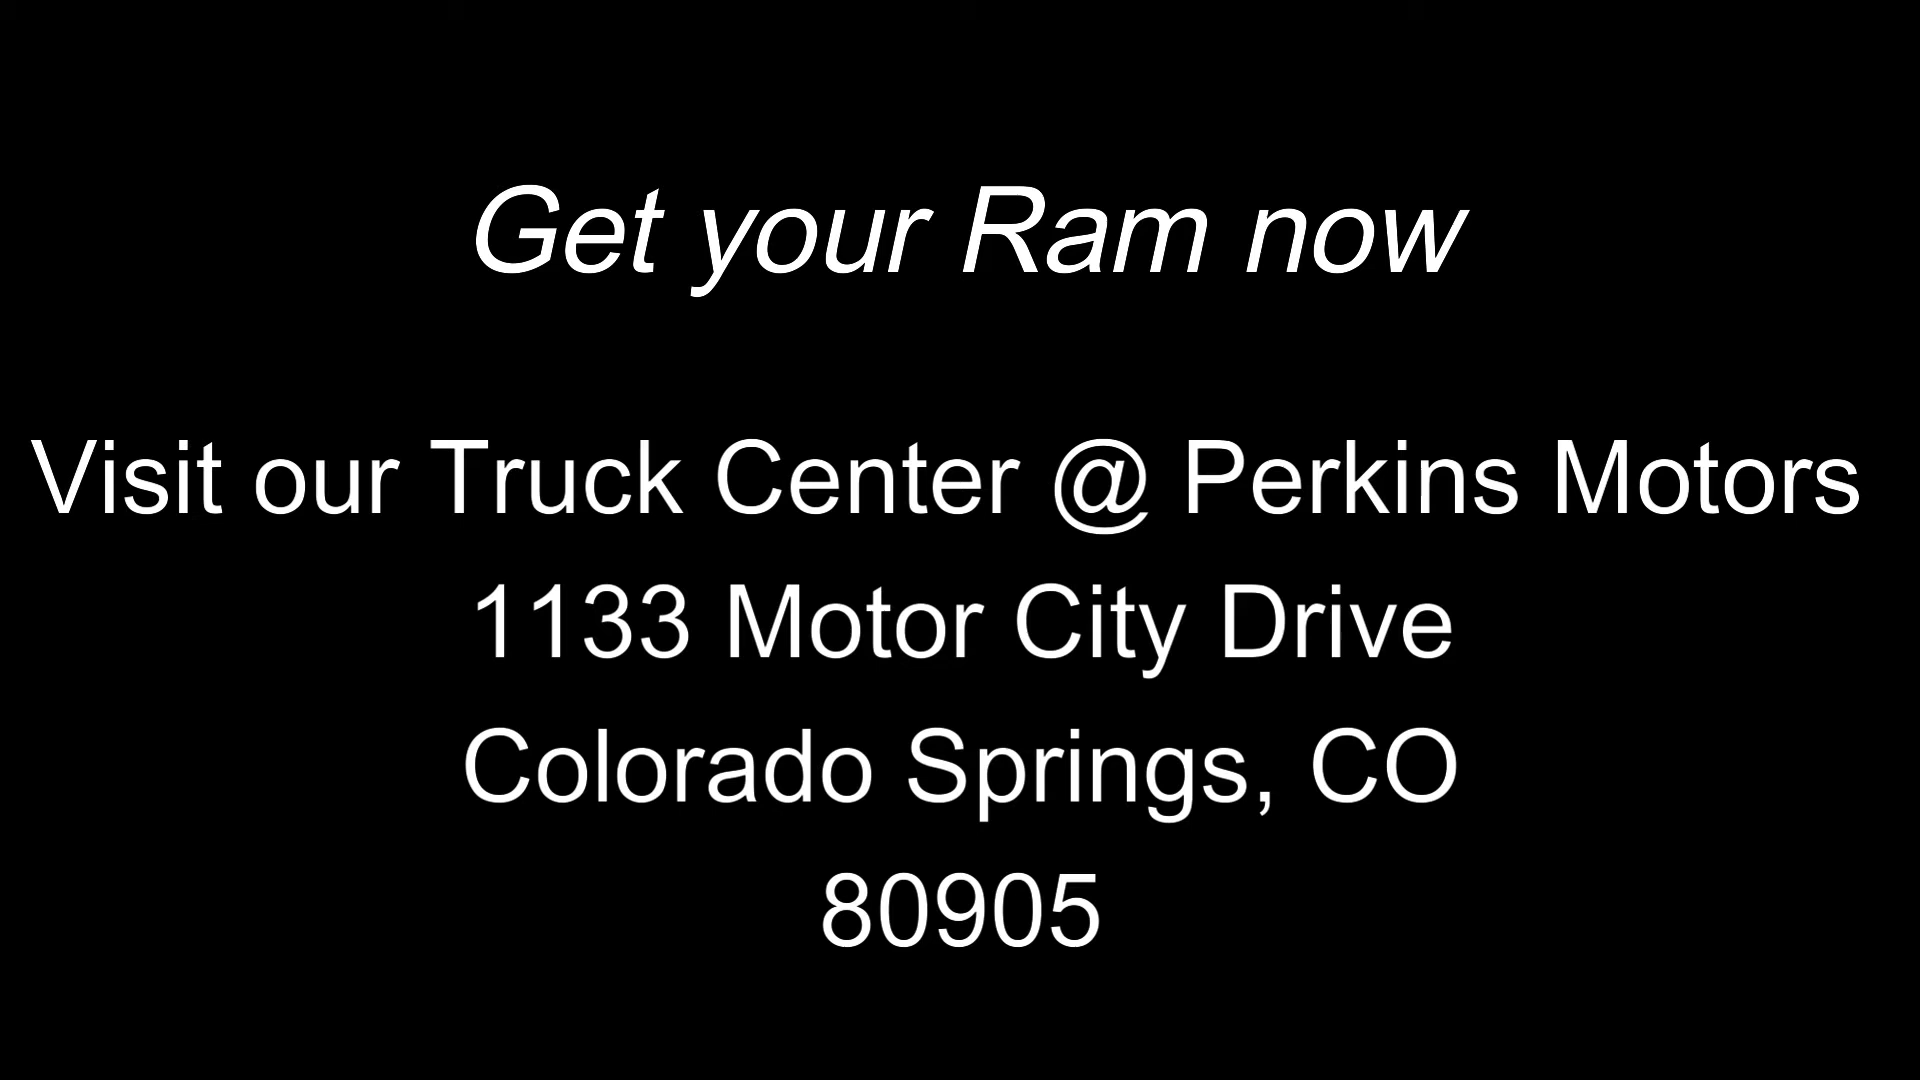 Get your Ram now
Visit our Truck Center @ Perkins Motors
1133 Motor City Drive
Colorado Springs, CO
80905